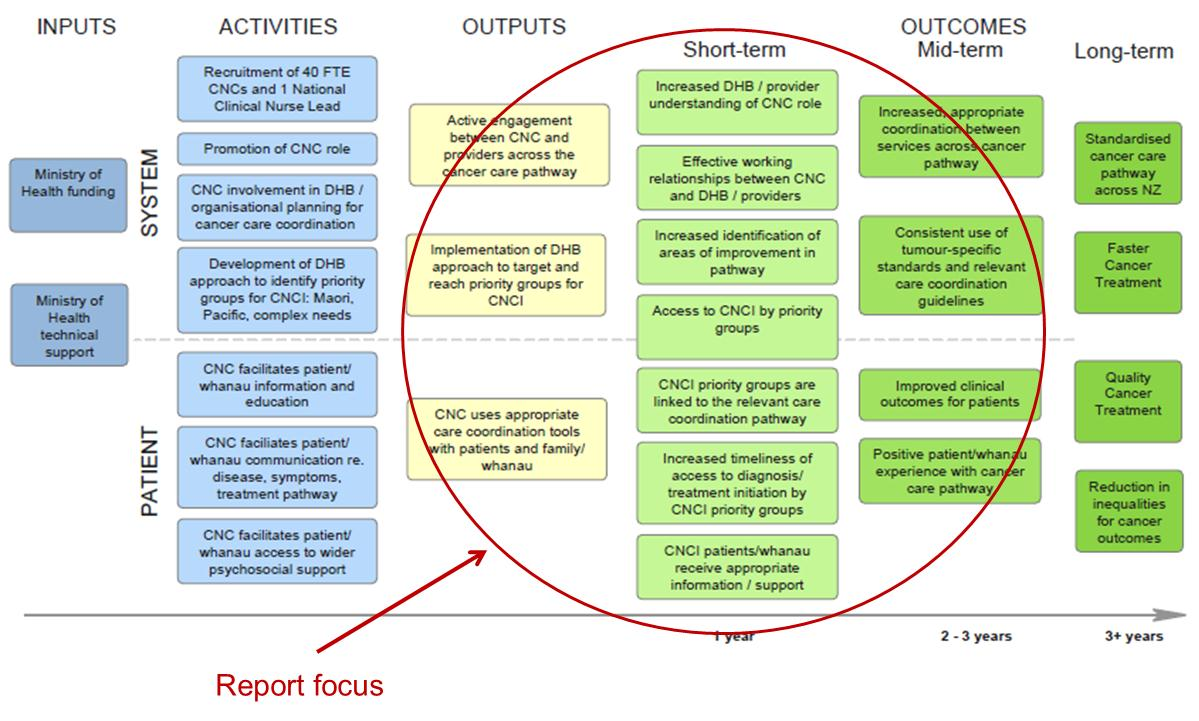 INPUTS
ACTIVITIES
OUTPUTS
OUTCOMES
Short-term
Mid-term
Long-term
SYSTEM
PATIENT
Ministry of
Health funding
Ministry of
Health
technical
support
Recruitment of 40 FTE
CNCs and 1 National
Clinical Nurse Lead
Promotion of CNC role
CNC involvement in DHB /
organisational planning for
cancer care coordination
Development of DHB
approach to identify priority
groups for CNCI: Maori,
Pacific, complex needs
CNC facilitates patient/
whanau information and
education
CNC faciliates patient/
whanau communication re.
disease, symptoms,
treatment pathway
CNC facilitates patient/
whanau access to wider
psychosocial support
Active engagement
between CNC and
providers across the
cancer care pathway
Implementation of DHB
approach to target and
reach priority groups for
CNCI
CNC uses appropriate
care coordination tools
with patients and family/
whanau
Increased DHB / provider
understanding of CNC role
Effective working
relationships between CNC
and DHB / providers
Increased identification of
areas of improvement in
pathway
Access to CNCI by priority
groups
CNCI priority groups are
linked to the relevant care
coordination pathway
Increased timeliness of
access to diagnosis/
treatment initiation by
CNCI priority groups
CNCI patients/whanau
receive appropriate
information / support
Increased, appropriate
coordination between
services across cancer
pathway
Consistent use of
tumour-specific
standards and relevant
care coordination
guidelines
Improved clinical
outcomes for patients
Positive patient/whanau
experience with cancer
care pathway
Standardised
cancer care
pathway
across NZ
Faster
Cancer
Treatment
Quality
Cancer
Treatment
Reduction in
inequalities
for cancer
outcomes
1 year
2 - 3 years
3+ years
Report focus